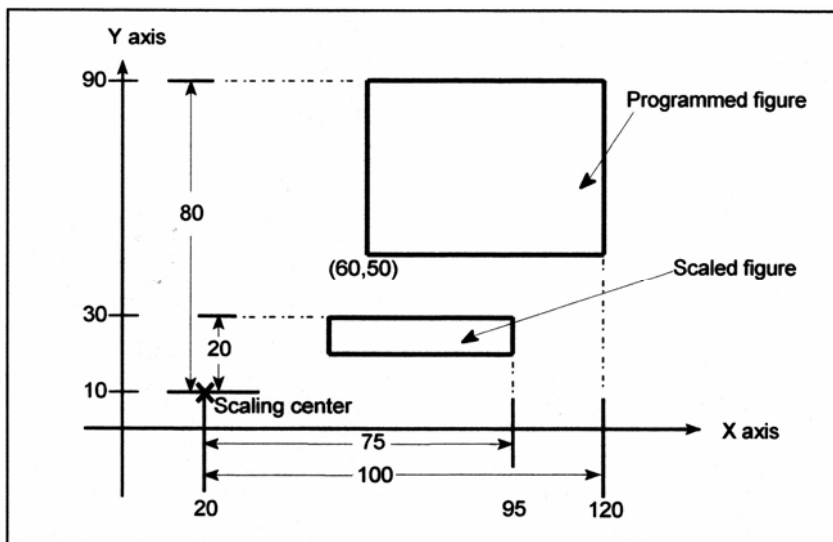 Y axis
90
Programmed figure
80
(60,50)
Scaled figure
30
20
10
Scaling center
X axis
75
100
20
95
120